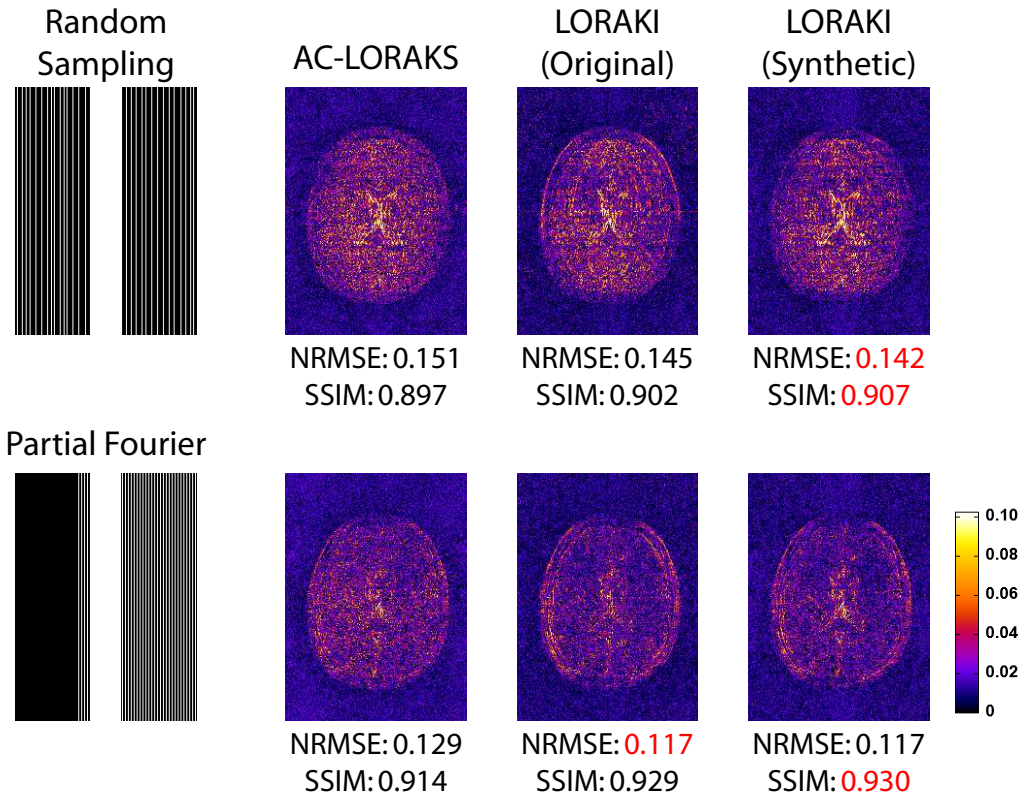 Random
Sampling
AC-LORAKS
LORAKI
(Original)
LORAKI
(Synthetic)
NRMSE: 0.151
SSIM: 0.897
NRMSE: 0.145
SSIM: 0.902
NRMSE: 0.142
SSIM: 0.907
Partial Fourier
0.10
0.08
0.06
0.04
0.02
0
NRMSE: 0.129
SSIM: 0.914
NRMSE: 0.117
SSIM: 0.929
NRMSE: 0.117
SSIM: 0.930